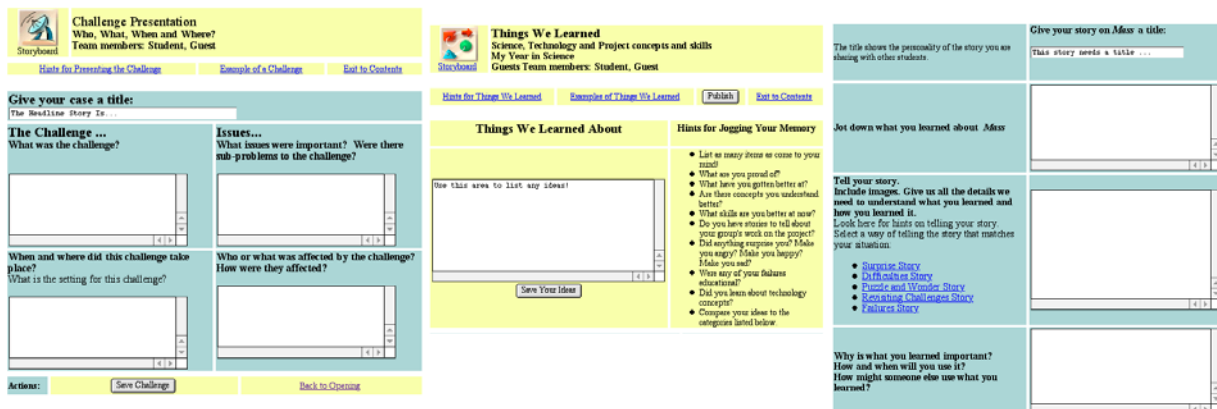 Challenge Presentation
Who, What, When and Where?
Team members: Student, Guest
Storyboard
Hints for Presenting the Challenge
Example of a Challenge
Exit to Contents
Give your case a title:
The Headline Story Is...
The Challenge ...
What was the challenge?
Issues...
What issues were important? Were there
sub-problems to the challenge?
When and where did this challenge take
place?
What is the setting for this challenge?
Who or what was affected by the challenge?
How were they affected?
Actions:
Save Challenge
Back to Opening
Things We Learned
Science, Technology and Project concepts and skills
My Year in Science
Guests Team members: Student, Guest
Storyboard
Hints for Things We Learned
Examples of Things We Learned
Publish
Exit to Contents
Things We Learned About
Use this area to list any ideas!
Save Your Ideas
Hints for Jogging Your Memory
List as many items as come to your
mind!
What are you proud of?
What have you gotten better at?
Are there concepts you understand
better?
What skills are you better at now?
Do you have stories to tell about
your group's work on the project?
Did anything surprise you? Make
you angry? Make you happy?
Make you sad?
Were any of your failures
educational?
Did you learn about technology
concepts?
Compare your ideas to the
categories listed below.
The title shows the personality of the story you are
sharing with other students.
Give your story on Mass a title:
This story needs a title ...
Jot down what you learned about Mass
Tell your story.
Include images. Give us all the details we
need to understand what you learned and
how you learned it.
Look here for hints on telling your story.
Select a way of telling the story that matches
your situation:
Surprise Story
Difficulties Story
Puzzle and Wonder Story
Revisiting Challenges Story
Failures Story
Why is what you learned important?
How and when will you use it?
How might someone else use what you
learned?